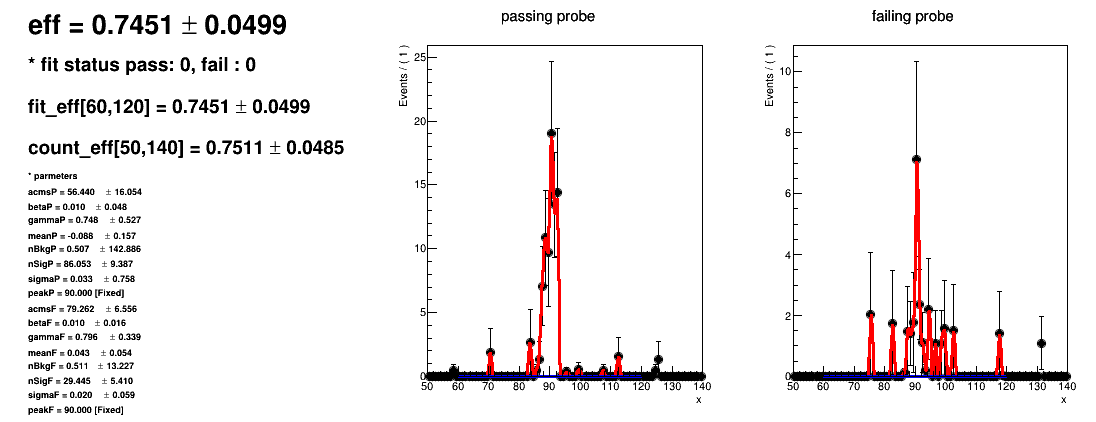 eff = 0.7451 ± 0.0499
* fit status pass: 0, fail : 0
fit_eff[60,120] = 0.7451 ± 0.0499
count_eff[50,140] = 0.7511 ± 0.0485
* parmeters
acmsP = 56.440 ± 16.054
betaP = 0.010 ± 0.048
gammaP = 0.748 ± 0.527
meanP = -0.088 ± 0.157
nBkgP = 0.507 ± 142.886
nSigP = 86.053 ± 9.387
sigmaP = 0.033 ± 0.758
peakP = 90.000 [Fixed]
acmsF = 79.262 ± 6.556
betaF = 0.010 ± 0.016
gammaF = 0.796 ± 0.339
meanF = 0.043 ± 0.054
nBkgF = 0.511 ± 13.227
nSigF = 29.445 ± 5.410
sigmaF = 0.020 ± 0.059
peakF = 90.000 [Fixed]
passing probe
Events / ( 1 )
25
20
15
10
5
0
50 60 70 80 90 100 110 120 130 140
x
failing probe
Events / ( 1 )
10
8
6
4
2
0
50 60 70 80 90 100 110 120 130 140
x